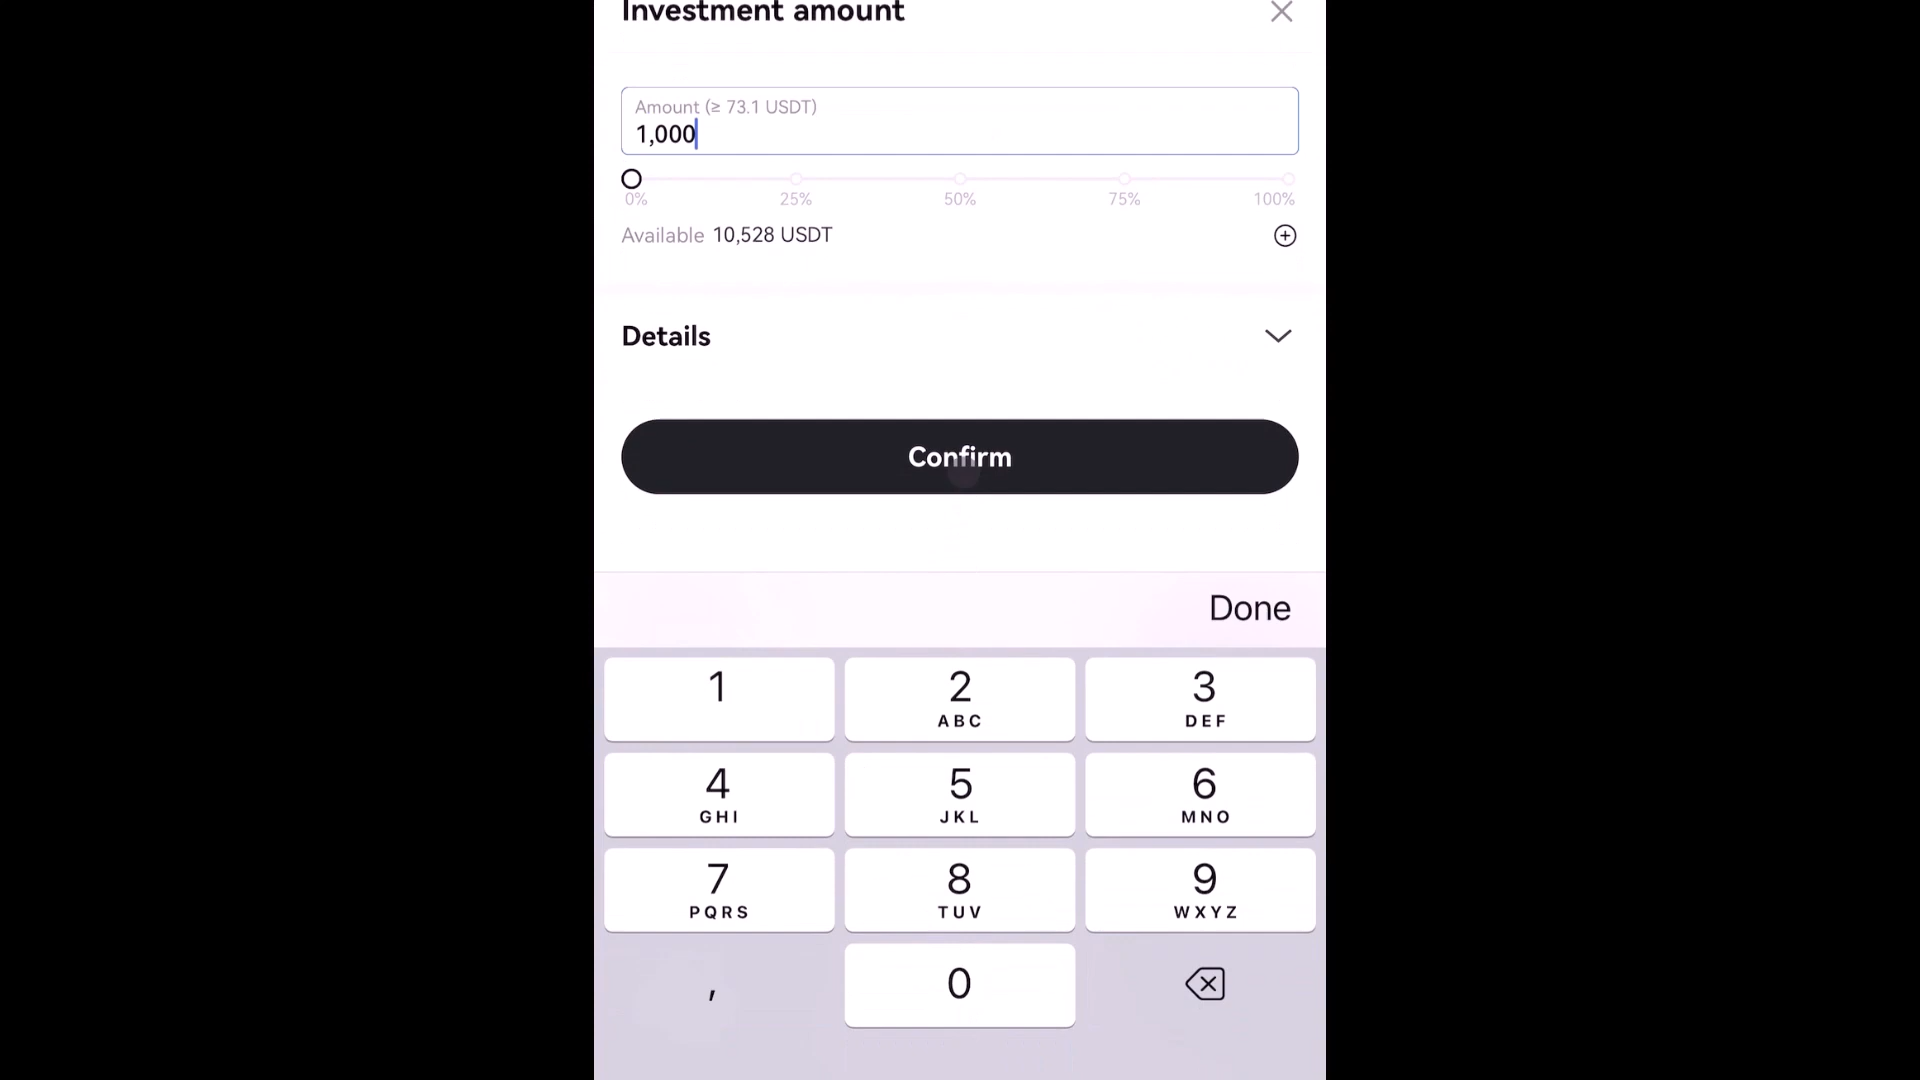 Investment amount
Amount (≥ 73.1 USDT)
1,000
0% 25% 50% 75% 100%
Available 10,528 USDT
Details
Confirm
Done
1 2 3
ABC DEF
4 5 6
GHI JKL MNO
7 8 9
PQRS TUV WXYZ
, 0